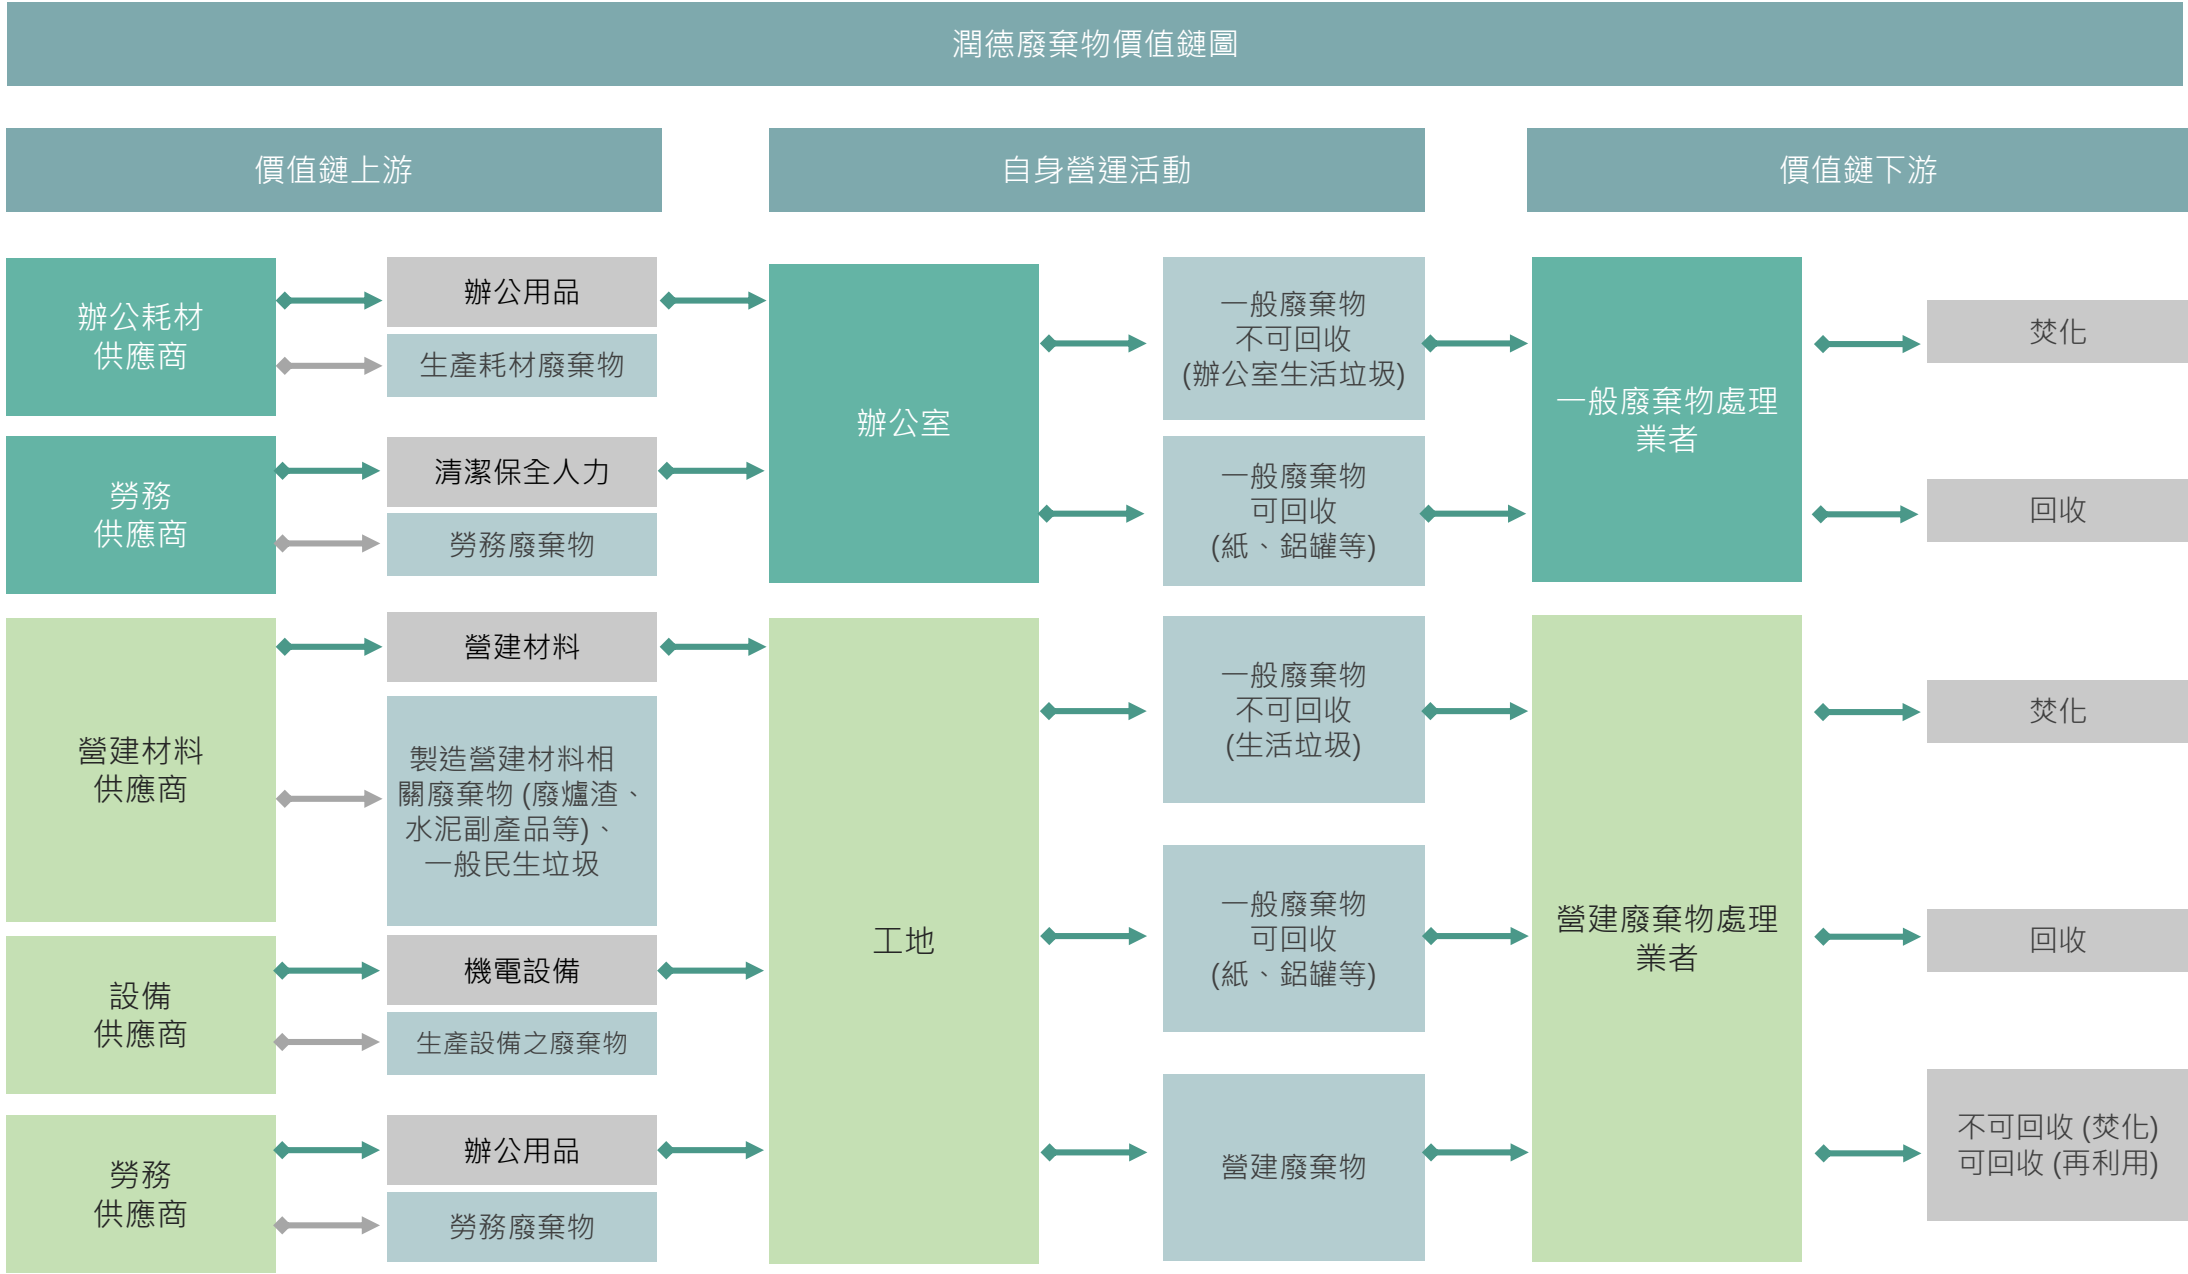 潤德廢棄物價值鏈圖
價值鏈上游
自身營運活動
價值鏈下游
辦公耗材
供應商
辦公用品
生產耗材廢棄物
勞務
供應商
清潔保全人力
勞務廢棄物
營建材料
供應商
營建材料
製造營建材料相
關廢棄物 (廢爐渣、
水泥副產品等)、
一般民生垃圾
設備
供應商
機電設備
生產設備之廢棄物
勞務
供應商
辦公用品
勞務廢棄物
辦公室
一般廢棄物
不可回收
(辦公室生活垃圾)
一般廢棄物
可回收
(紙、鋁罐等)
工地
一般廢棄物
不可回收
(生活垃圾)
一般廢棄物
可回收
(紙、鋁罐等)
營建廢棄物
一般廢棄物處理
業者
焚化
回收
營建廢棄物處理
業者
焚化
回收
不可回收 (焚化)
可回收 (再利用)